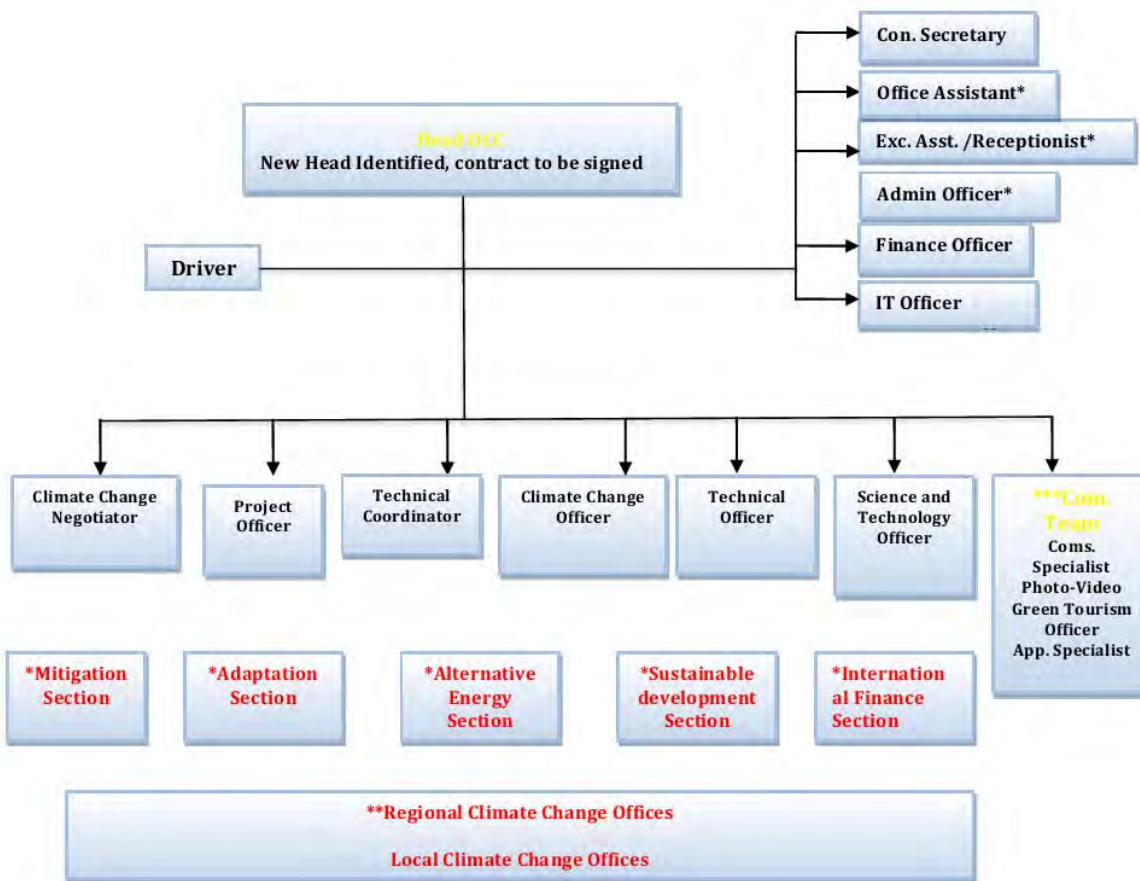 Con. Secretary
Office Assistant*
Head OCC
New Head Identified, contract to be signed
Exc. Asst. /Receptionist*
Admin Officer*
Driver
Finance Officer
IT Officer
Climate Change
Negotiator
Project
Officer
Technical
Coordinator
Climate Change
Officer
Technical
Officer
Science and
Technology
Officer
***Com.
Team
Coms.
Specialist
Photo-Video
Green Tourism
Officer
App. Specialist
*Mitigation
Section
*Adaptation
Section
*Alternative
Energy
Section
*Sustainable
development
Section
*Internation
al Finance
Section
**Regional Climate Change Offices
Local Climate Change Offices